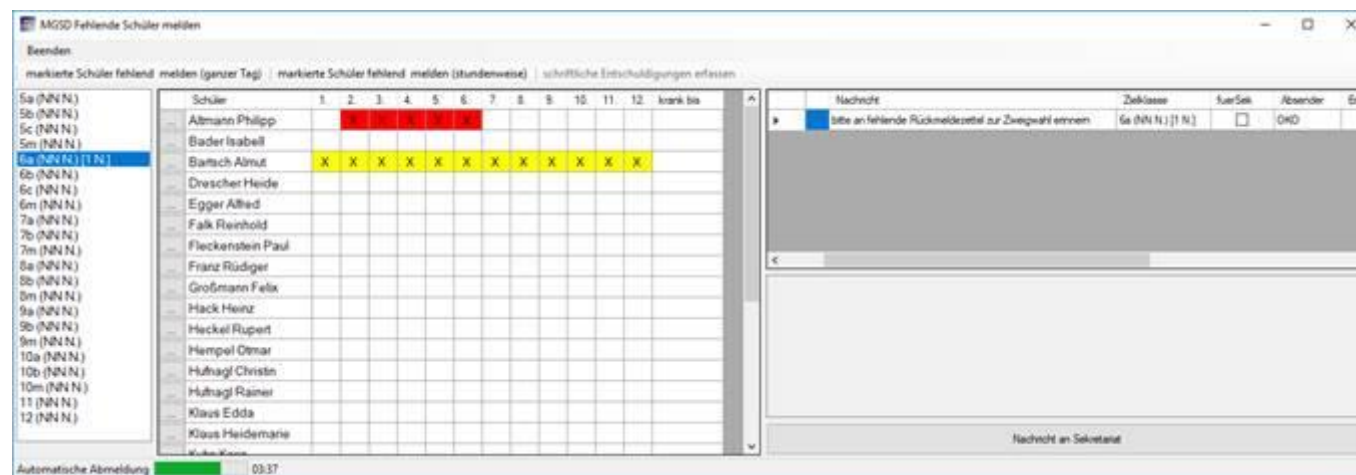 MGSD Fehlende Schüler melden
Beenden
markierte Schüler fehlend melden (ganzer Tag) markierte Schüler fehlend melden (stundenweise) schriftliche Entschuldigungen erfassen
5a (NN N.)
5b (NN N.)
5c (NN N.)
5m (NN N.)
6a (NN N.) [1 N.]
6b (NN N.)
6c (NN N.)
6m (NN N.)
7a (NN N.)
7b (NN N.)
7m (NN N.)
8a (NN N.)
8b (NN N.)
8m (NN N.)
9a (NN N.)
9b (NN N.)
9m (NN N.)
10a (NN N.)
10b (NN N.)
10m (NN N.)
11 (NN N.)
12 (NN N.)
Schüler 1. 2. 3. 4. 5. 6. 7. 8. 9. 10. 11. 12. krank bis
Altmann Philipp X X X X X
Bader Isabell
Bartsch Almut X X X X X X X X X X X X
Drescher Heide
Egger Alfred
Falk Reinhold
Fleckenstein Paul
Franz Rüdiger
Großmann Felix
Hack Heinz
Heckel Rupert
Hempel Otmar
Hufnagl Christin
Hufnagl Rainer
Klaus Edda
Klaus Heidemarie
Nachricht Zielklasse fuerSek Absender
bitte an fehlende Rückmeldezettel zur Zweigwahl erinnern 6a (NN N.) [1 N.] OKO
Nachricht an Sekretariat
Automatische Abmeldung 03:37